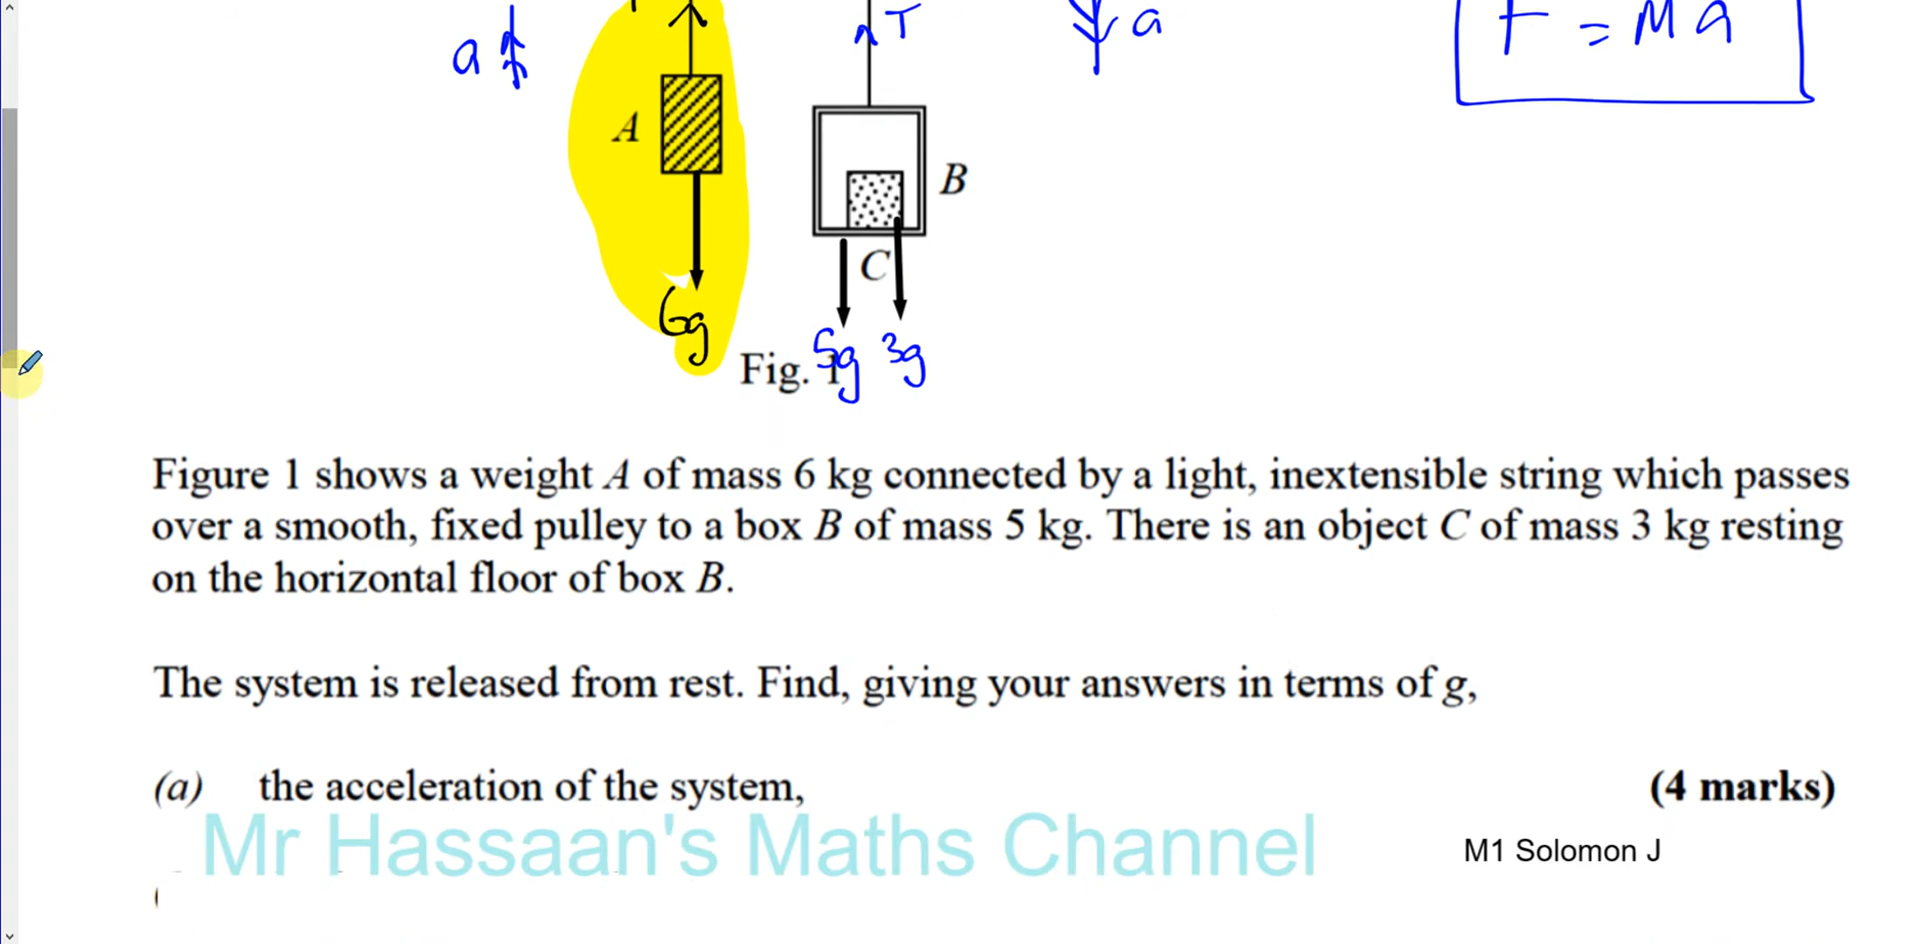 a T a F = Ma
A
B
C
6g
5g 3g
Fig. 1
Figure 1 shows a weight A of mass 6 kg connected by a light, inextensible string which passes
over a smooth, fixed pulley to a box B of mass 5 kg. There is an object C of mass 3 kg resting
on the horizontal floor of box B.
The system is released from rest. Find, giving your answers in terms of g,
(a) the acceleration of the system, (4 marks)
Mr Hassaan's Maths Channel
M1 Solomon J